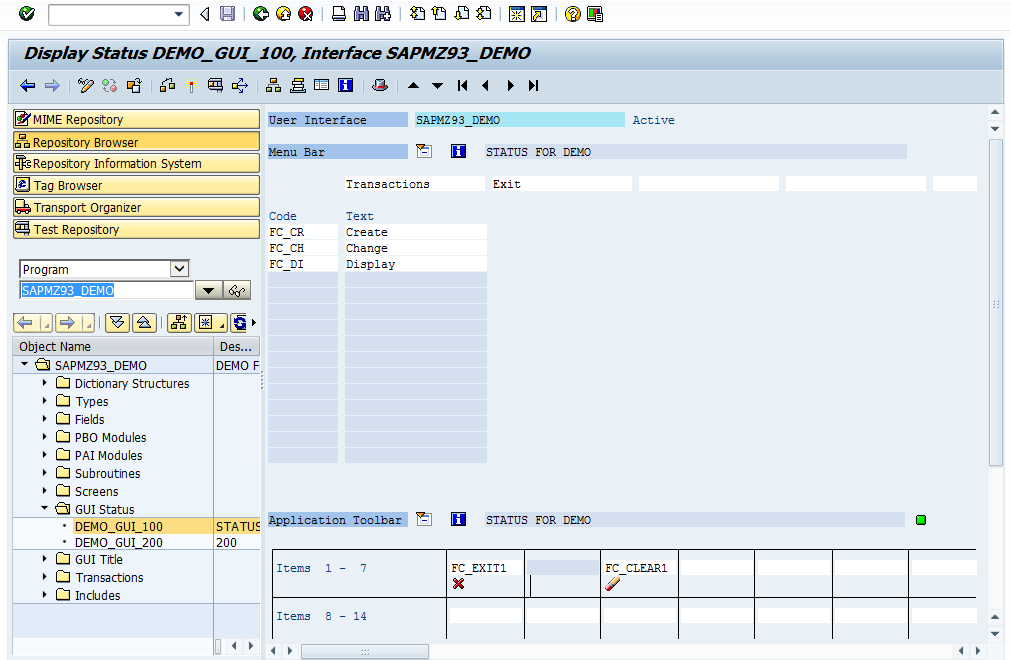 Display Status DEMO_GUI_100, Interface SAPMZ93_DEMO
MIME Repository
Repository Browser
Repository Information System
Tag Browser
Transport Organizer
Test Repository
Program
SAPMZ93_DEMO
Object Name Des...
SAPMZ93_DEMO DEMO F
Dictionary Structures
Types
Fields
PBO Modules
PAI Modules
Subroutines
Screens
GUI Status
DEMO_GUI_100 STATUS
DEMO_GUI_200 200
GUI Title
Transactions
Includes
User Interface SAPMZ93_DEMO Active
Menu Bar STATUS FOR DEMO
Transactions Exit
Code Text
FC_CR Create
FC_CH Change
FC_DI Display
Application Toolbar STATUS FOR DEMO
Items 1 - 7 FC_EXIT1 FC_CLEAR1
Items 8 - 14